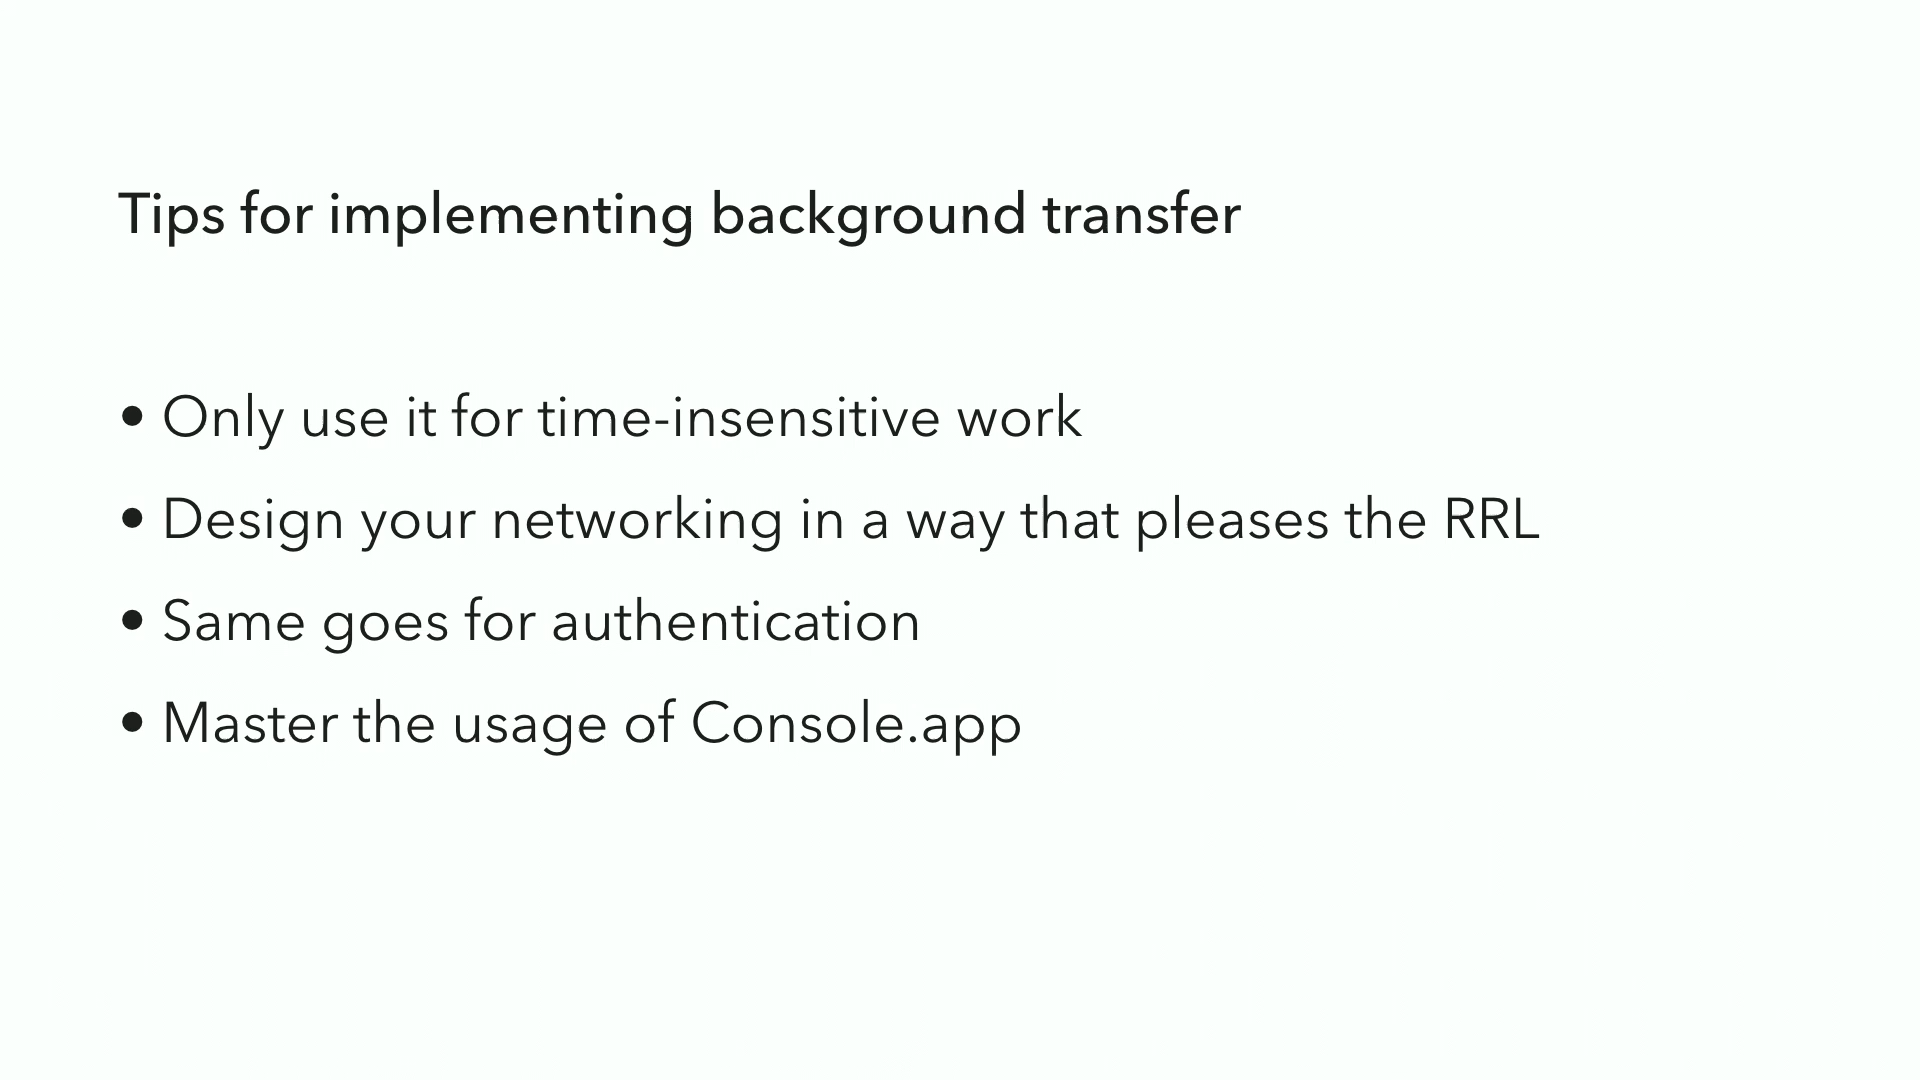 Tips for implementing background transfer
• Only use it for time-insensitive work
• Design your networking in a way that pleases the RRL
• Same goes for authentication
• Master the usage of Console.app